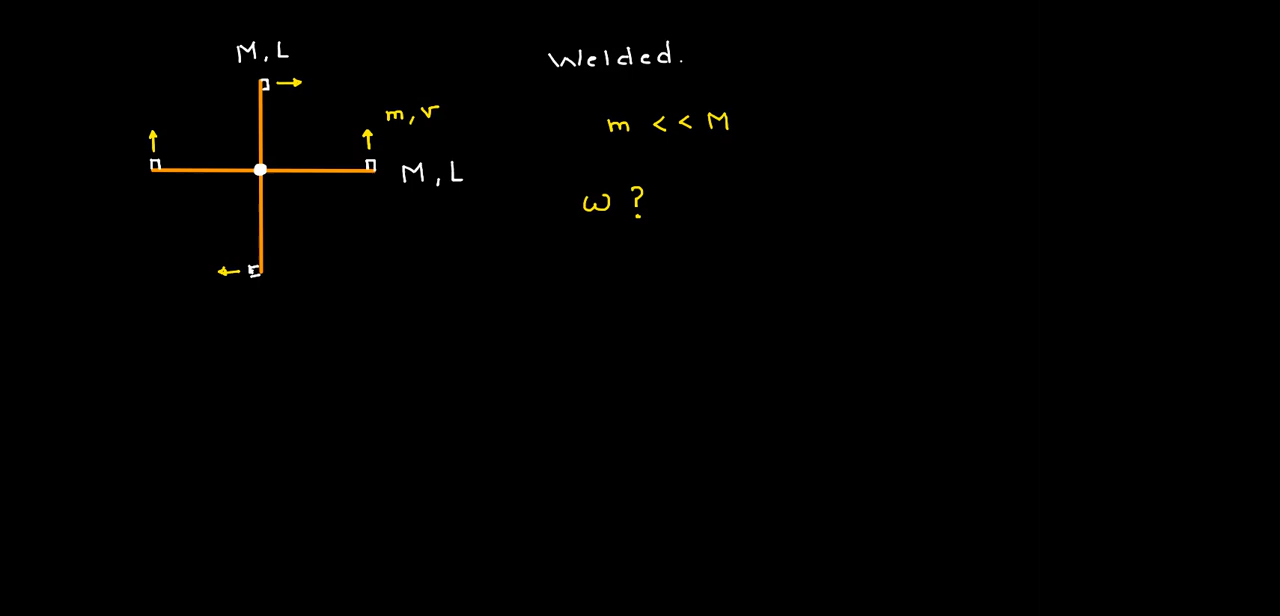 M, L
Welded.
m, v
m << M
M, L
ω ?